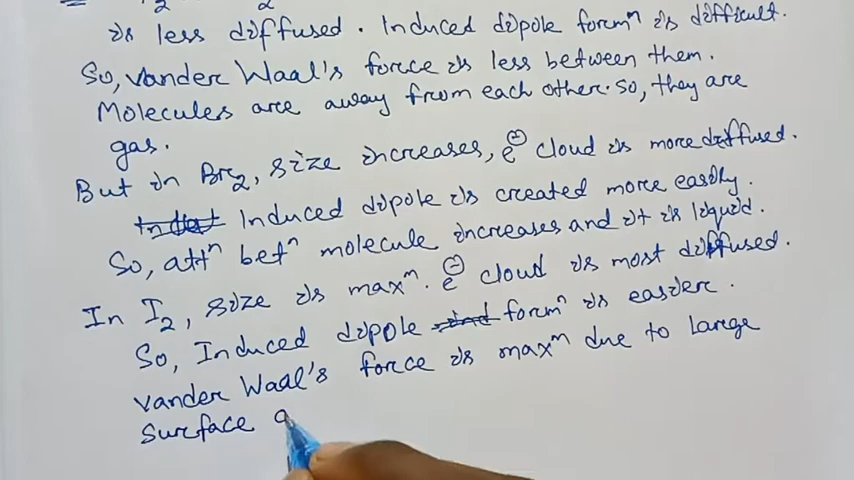 is less diffused. Induced dipole formⁿ is difficult.
So, vander Waal's force is less between them.
Molecules are away from each other. So, they are
gas.
But in Br₂, size increases, e⊖ cloud is more diffused.
Induced dipole is created more easily.
So, attⁿ betⁿ molecule increases and it is liquid.
In I₂, size is maxᵐ. e⊖ cloud is most diffused.
So, Induced dipole formⁿ is easier.
vander Waal's force is maxᵐ due to large
Surface a